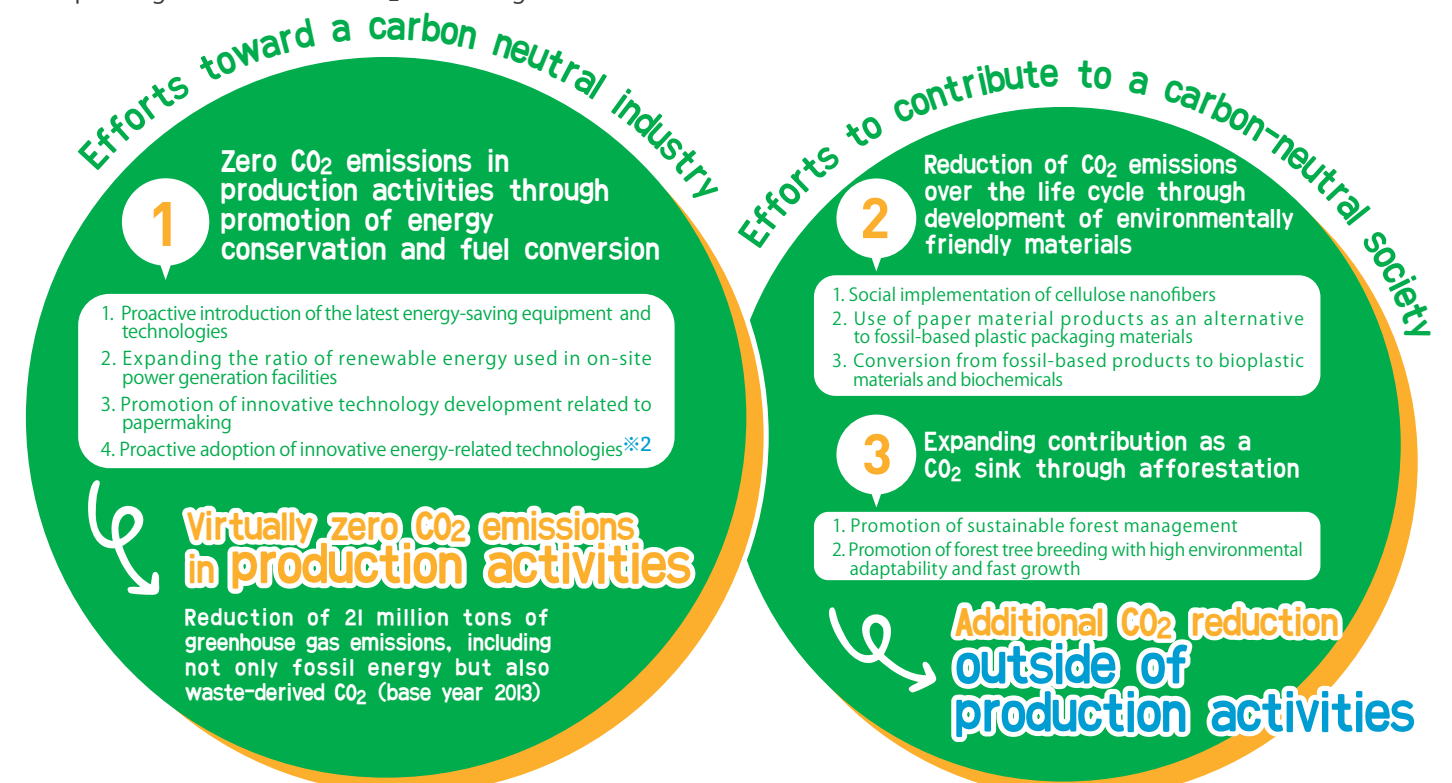 Efforts toward a carbon neutral industry
1
Zero CO₂ emissions in
production activities through
promotion of energy
conservation and fuel conversion
1. Proactive introduction of the latest energy-saving equipment and
technologies
2. Expanding the ratio of renewable energy used in on-site
power generation facilities
3. Promotion of innovative technology development related to
papermaking
4. Proactive adoption of innovative energy-related technologies※2
Virtually zero CO₂ emissions
in production activities
Reduction of 21 million tons of
greenhouse gas emissions, including
not only fossil energy but also
waste-derived CO₂ (base year 2013)
Efforts to contribute to a carbon-neutral society
2
Reduction of CO₂ emissions
over the life cycle through
development of environmentally
friendly materials
1. Social implementation of cellulose nanofibers
2. Use of paper material products as an alternative
to fossil-based plastic packaging materials
3. Conversion from fossil-based products to bioplastic
materials and biochemicals
3
Expanding contribution as a
CO₂ sink through afforestation
1. Promotion of sustainable forest management
2. Promotion of forest tree breeding with high environmental
adaptability and fast growth
Additional CO₂ reduction
outside of
production activities